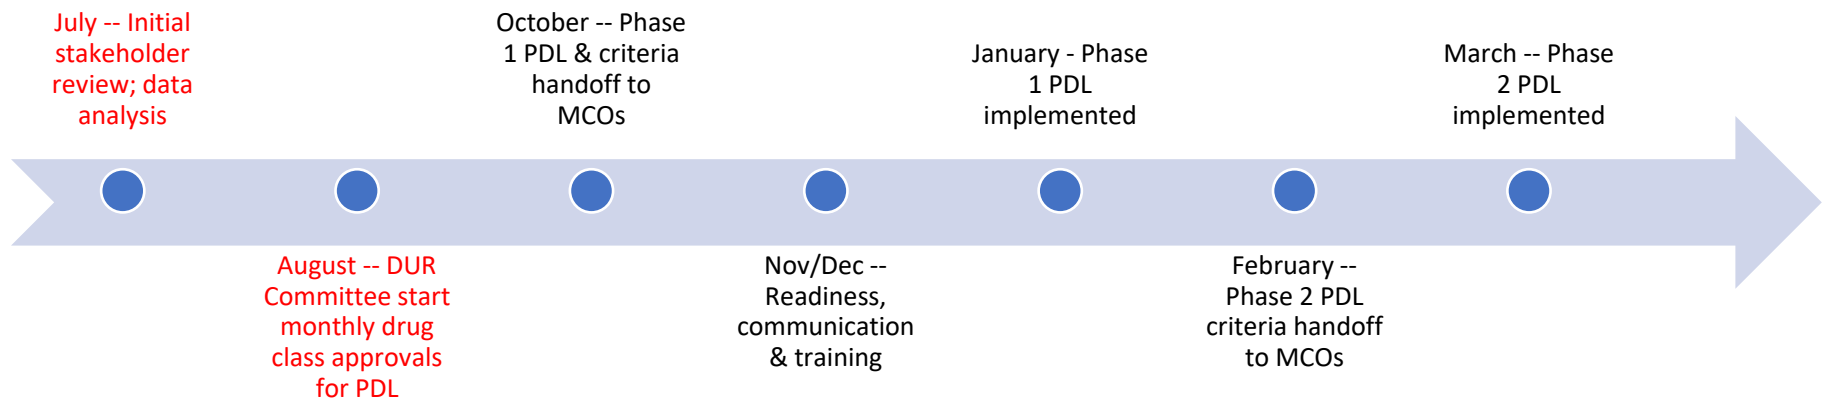 July -- Initial
stakeholder
review; data
analysis
August -- DUR
Committee start
monthly drug
class approvals
for PDL
October -- Phase
1 PDL & criteria
handoff to
MCOs
Nov/Dec --
Readiness,
communication
& training
January - Phase
1 PDL
implemented
February --
Phase 2 PDL
criteria handoff
to MCOs
March -- Phase
2 PDL
implemented